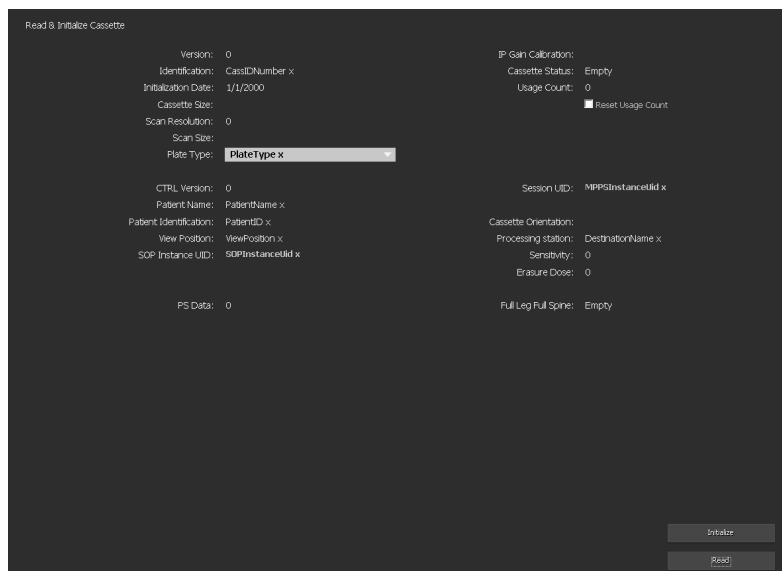 Read & Initialize Cassette
Version: 0
IP Gain Calibration:
Identification: CassIDNumber x
Cassette Status: Empty
Initialization Date: 1/1/2000
Usage Count: 0
Cassette Size:
Reset Usage Count
Scan Resolution: 0
Scan Size:
Plate Type: PlateType x
CTRL Version: 0
Session UID: MPPSInstanceUid x
Patient Name: PatientName x
Patient Identification: PatientID x
Cassette Orientation:
View Position: ViewPosition x
Processing station: DestinationName x
SOP Instance UID: SOPInstanceUid x
Sensitivity: 0
Erasure Dose: 0
PS Data: 0
Full Leg Full Spine: Empty
Initialize
Read